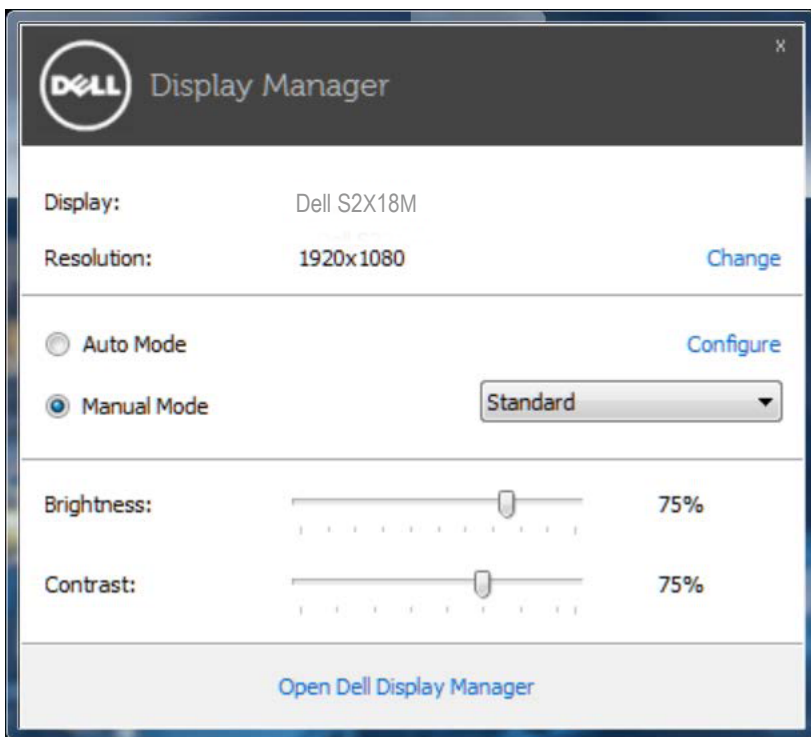 DELL Display Manager x
Display: Dell S2X18M
Resolution: 1920x1080 Change
Auto Mode Configure
Manual Mode Standard
Brightness: 75%
Contrast: 75%
Open Dell Display Manager